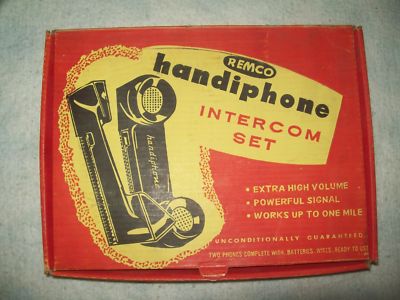 REMCO
handiphone
INTERCOM
SET
handiphone
• EXTRA HIGH VOLUME
• POWERFUL SIGNAL
• WORKS UP TO ONE MILE
UNCONDITIONALLY GUARANTEED
TWO PHONES COMPLETE WITH BATTERIES, WIRES, READY TO USE